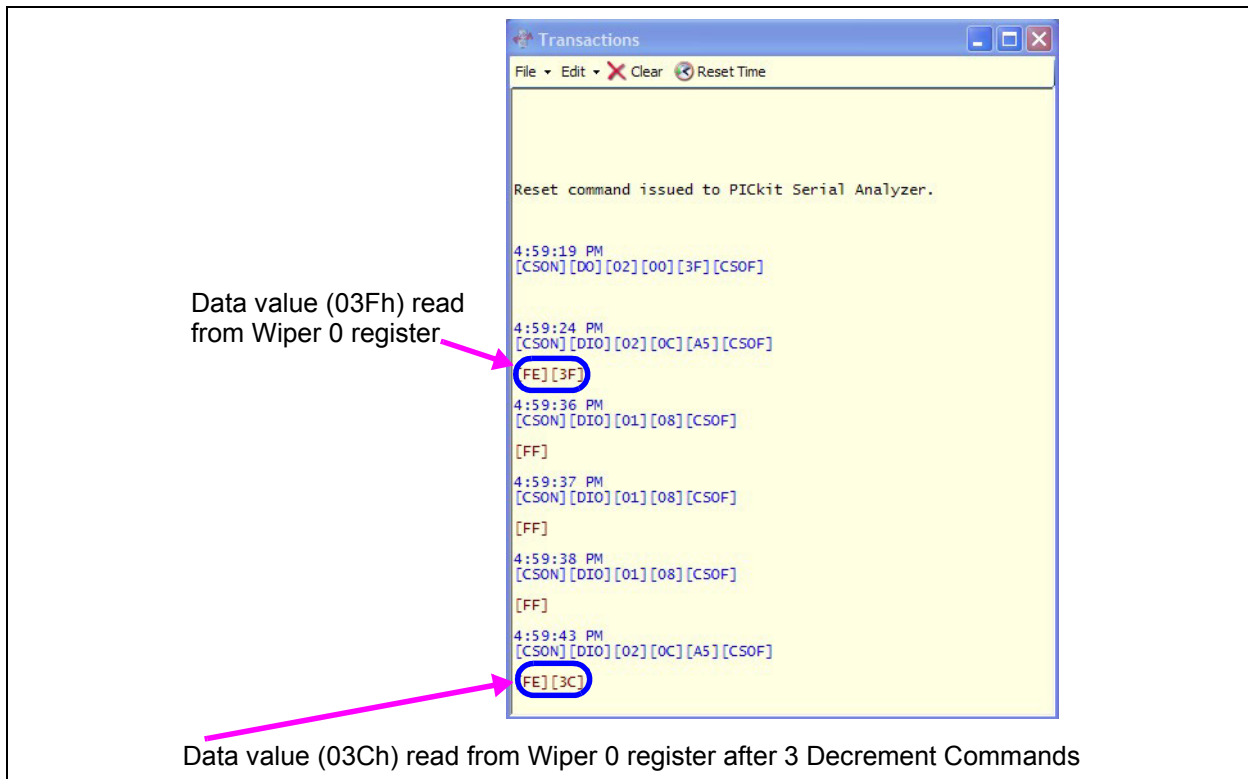 Transactions
File Edit Clear Reset Time
Reset command issued to PICkit Serial Analyzer.
4:59:19 PM
[CSON][DO][02][00][3F][CSOF]
Data value (03Fh) read
from Wiper 0 register
4:59:24 PM
[CSON][DIO][02][0C][A5][CSOF]
[FE][3F]
4:59:36 PM
[CSON][DIO][01][08][CSOF]
[FF]
4:59:37 PM
[CSON][DIO][01][08][CSOF]
[FF]
4:59:38 PM
[CSON][DIO][01][08][CSOF]
[FF]
4:59:43 PM
[CSON][DIO][02][0C][A5][CSOF]
[FE][3C]
Data value (03Ch) read from Wiper 0 register after 3 Decrement Commands